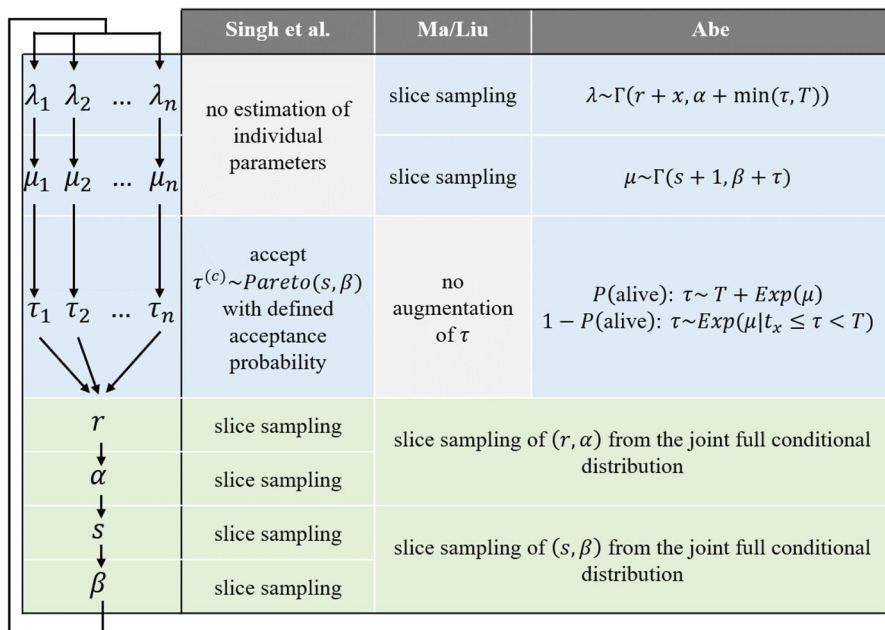 Singh et al.
Ma/Liu
Abe
λ₁ λ₂ ... λₙ
no estimation of
individual
parameters
slice sampling
λ~Γ(r + x, α + min(τ, T))
μ₁ μ₂ ... μₙ
slice sampling
μ~Γ(s + 1, β + τ)
τ₁ τ₂ ... τₙ
accept
τ⁽ᶜ⁾~Pareto(s, β)
with defined
acceptance
probability
no
augmentation
of τ
P(alive): τ~ T + Exp(μ)
1 − P(alive): τ~Exp(μ|tₓ ≤ τ < T)
r
slice sampling
slice sampling of (r, α) from the joint full conditional
distribution
α
slice sampling
s
slice sampling
slice sampling of (s, β) from the joint full conditional
distribution
β
slice sampling